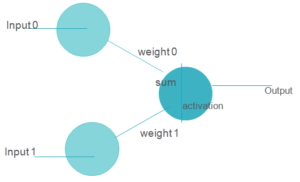 Input 0
weight 0
sum
activation
Output
weight 1
Input 1